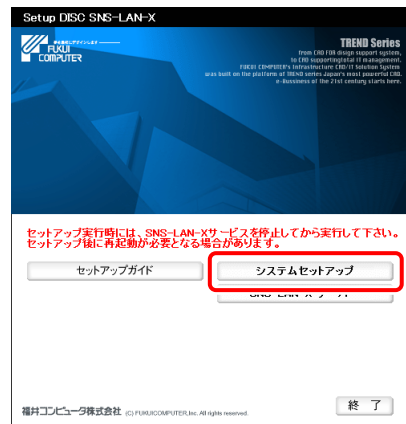 Setup DISC SNS-LAN-X
FUKUI
COMPUTER
TREND Series
from CAD FOR disign support system,
to CAD supportingtotal IT management.
FUKUI COMPUTER's Infrastructure CAD/IT Solution System
was built on the platform of TREND series Japan's most powerful CAD.
e-Bussiness of the 21st century starts here.
セットアップ実行時には、SNS-LAN-Xサービスを停止してから実行して下さい。
セットアップ後に再起動が必要となる場合があります。
セットアップガイド
システムセットアップ
福井コンピュータ株式会社 (C) FUKUICOMPUTER,Inc. All rights reserved.
終 了